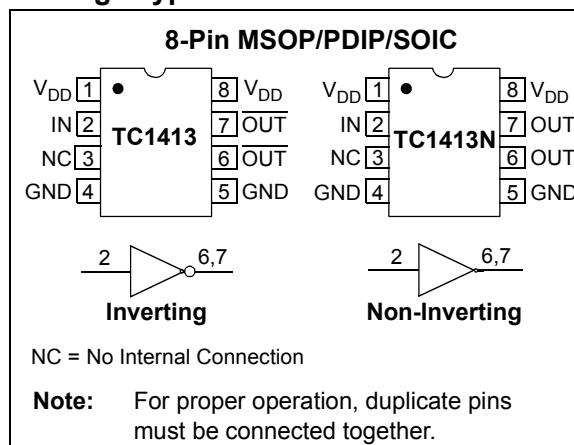 8-Pin MSOP/PDIP/SOIC
VDD 1 8 VDD VDD 1 8 VDD
IN 2 7 OUT IN 2 7 OUT
TC1413 TC1413N
NC 3 6 OUT NC 3 6 OUT
GND 4 5 GND GND 4 5 GND
2 6,7 2 6,7
Inverting Non-Inverting
NC = No Internal Connection
Note: For proper operation, duplicate pins
must be connected together.